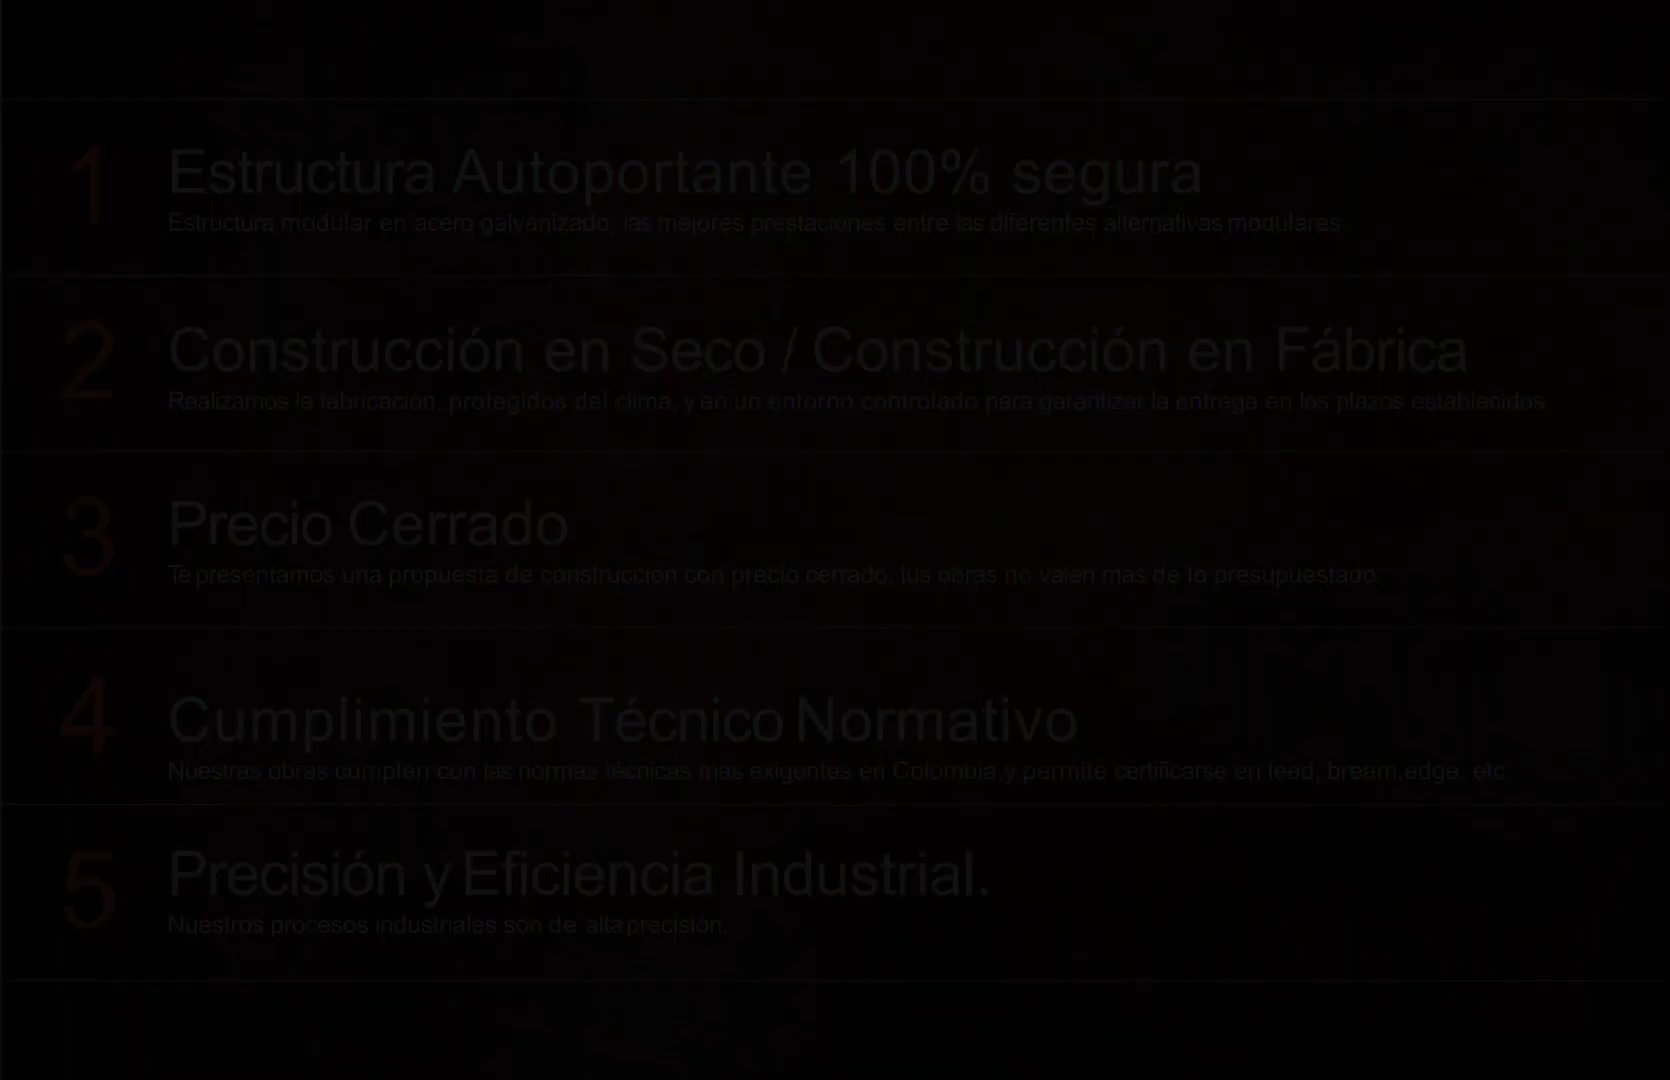 1
Estructura Autoportante 100% segura
Estructura modular en acero galvanizado, las mejores prestaciones entre las diferentes alternativas modulares
2
Construcción en Seco / Construcción en Fábrica
Realizamos la fabricación, protegidos del clima, y en un entorno controlado para garantizar la entrega en los plazos establecidos
3
Precio Cerrado
Te presentamos una propuesta de construcción con precio cerrado, tus obras no valen mas de lo presupuestado.
4
Cumplimiento Técnico Normativo
Nuestras obras cumplen con las normas técnicas mas exigentes en Colombia,y permite certificarse en leed, bream,edge, etc.
5
Precisión y Eficiencia Industrial.
Nuestros procesos industriales son de alta precisión.